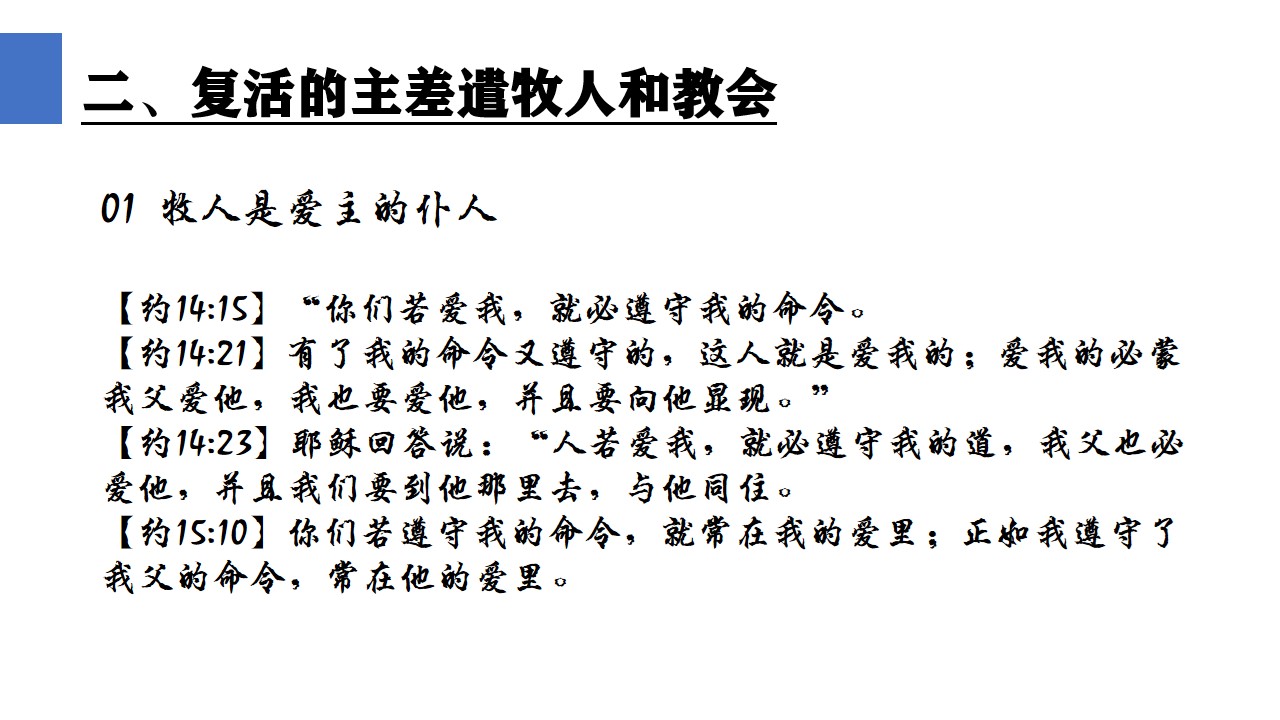 二、复活的主差遣牧人和教会
01 牧人是爱主的仆人
【约14:15】“你们若爱我，就必遵守我的命令。
【约14:21】有了我的命令又遵守的，这人就是爱我的；爱我的必蒙
我父爱他，我也要爱他，并且要向他显现。”
【约14:23】耶稣回答说：“人若爱我，就必遵守我的道，我父也必
爱他，并且我们要到他那里去，与他同住。
【约15:10】你们若遵守我的命令，就常在我的爱里；正如我遵守了
我父的命令，常在他的爱里。